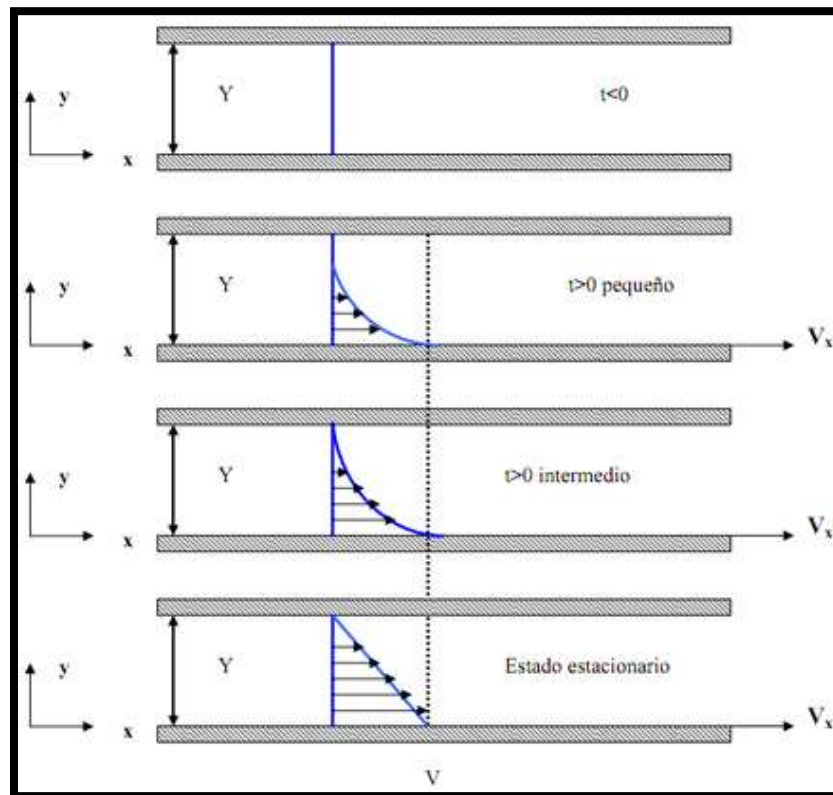 Y
t<0
y
x
Y
t>0 pequeño
y
x
Vx
Y
t>0 intermedio
y
x
Vx
Y
Estado estacionario
y
x
Vx
V